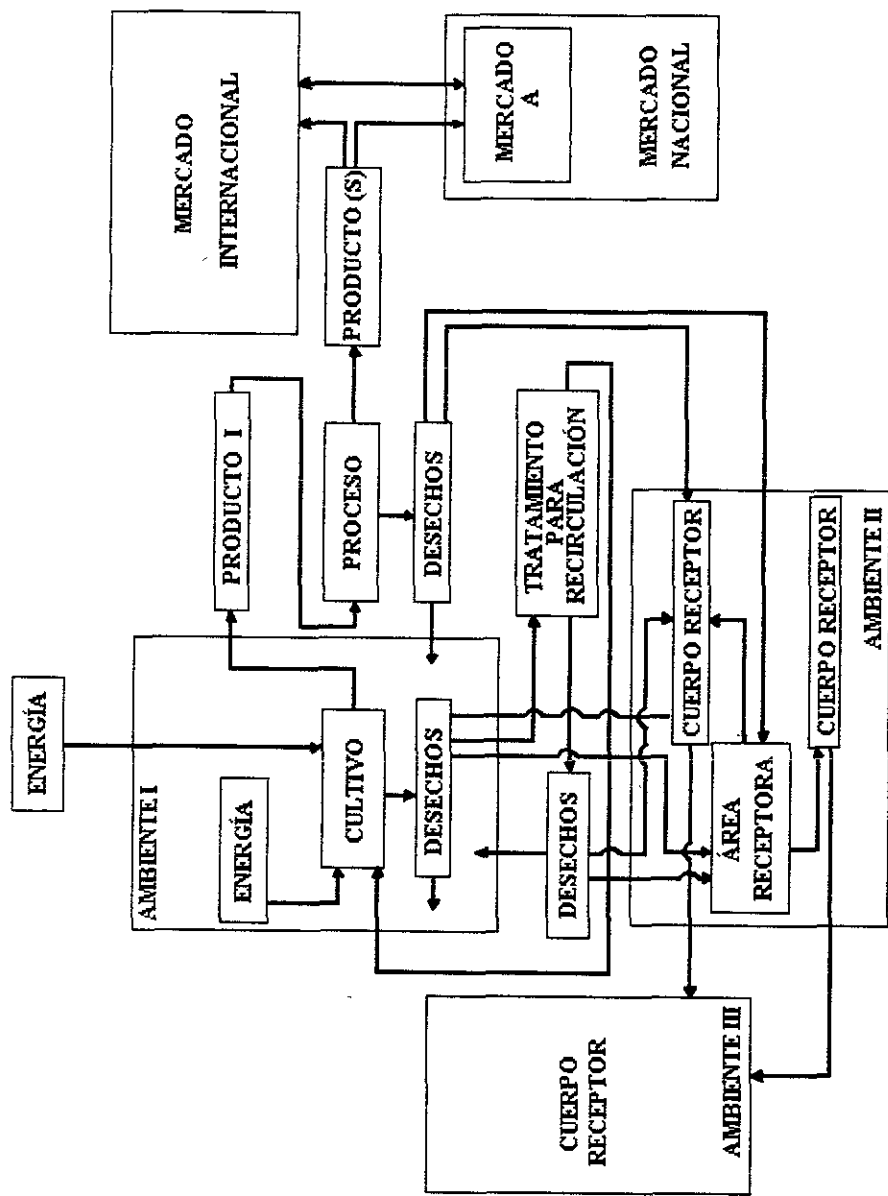 ENERGÍA
AMBIENTE I
ENERGÍA
CULTIVO
DESECHOS
PRODUCTO I
PROCESO
DESECHOS
PRODUCTO (S)
MERCADO
INTERNACIONAL
MERCADO
A
MERCADO
NACIONAL
TRATAMIENTO
PARA
RECIRCULACIÓN
DESECHOS
CUERPO RECEPTOR
ÁREA
RECEPTORA
CUERPO RECEPTOR
AMBIENTE II
CUERPO
RECEPTOR
AMBIENTE III